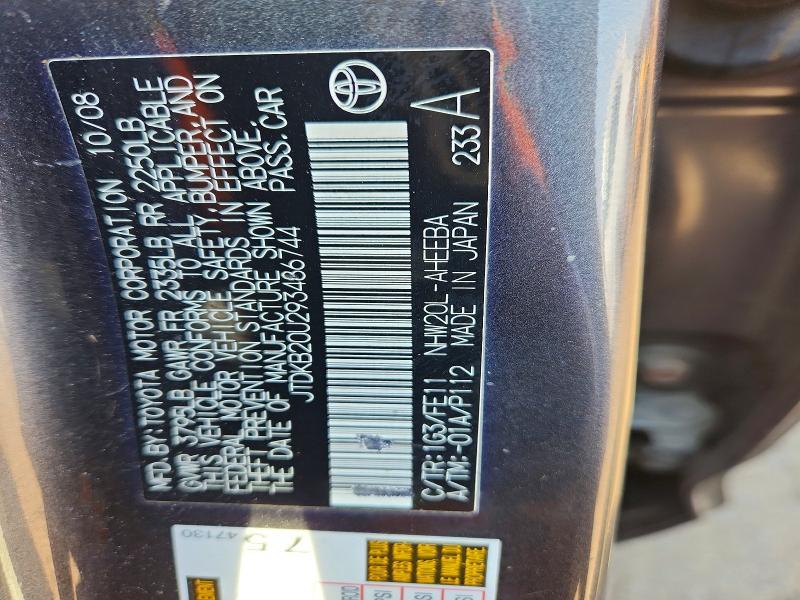 MFD. BY: TOYOTA MOTOR CORPORATION 10/08
GVWR 3795LB GAWR FR 2335LB RR 2250LB
THIS VEHICLE CONFORMS TO ALL APPLICABLE
FEDERAL MOTOR VEHICLE SAFETY, BUMPER, AND
THEFT PREVENTION STANDARDS IN EFFECT ON
THE DATE OF MANUFACTURE SHOWN ABOVE.
JTDKB20U293486744 PASS. CAR
C/TR: 1G3/FE11 NHW20L-AHEEBA
A/TM: -01A/P112 MADE IN JAPAN 233 A
75 47130